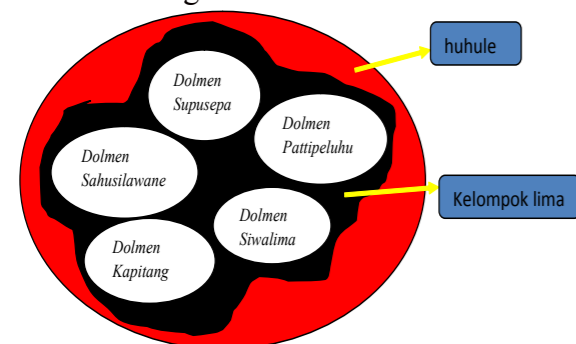 huhule
Dolmen
Supusepa
Dolmen
Pattipeluhu
Dolmen
Sahusilawane
Kelompok lima
Dolmen
Siwalima
Dolmen
Kapitang